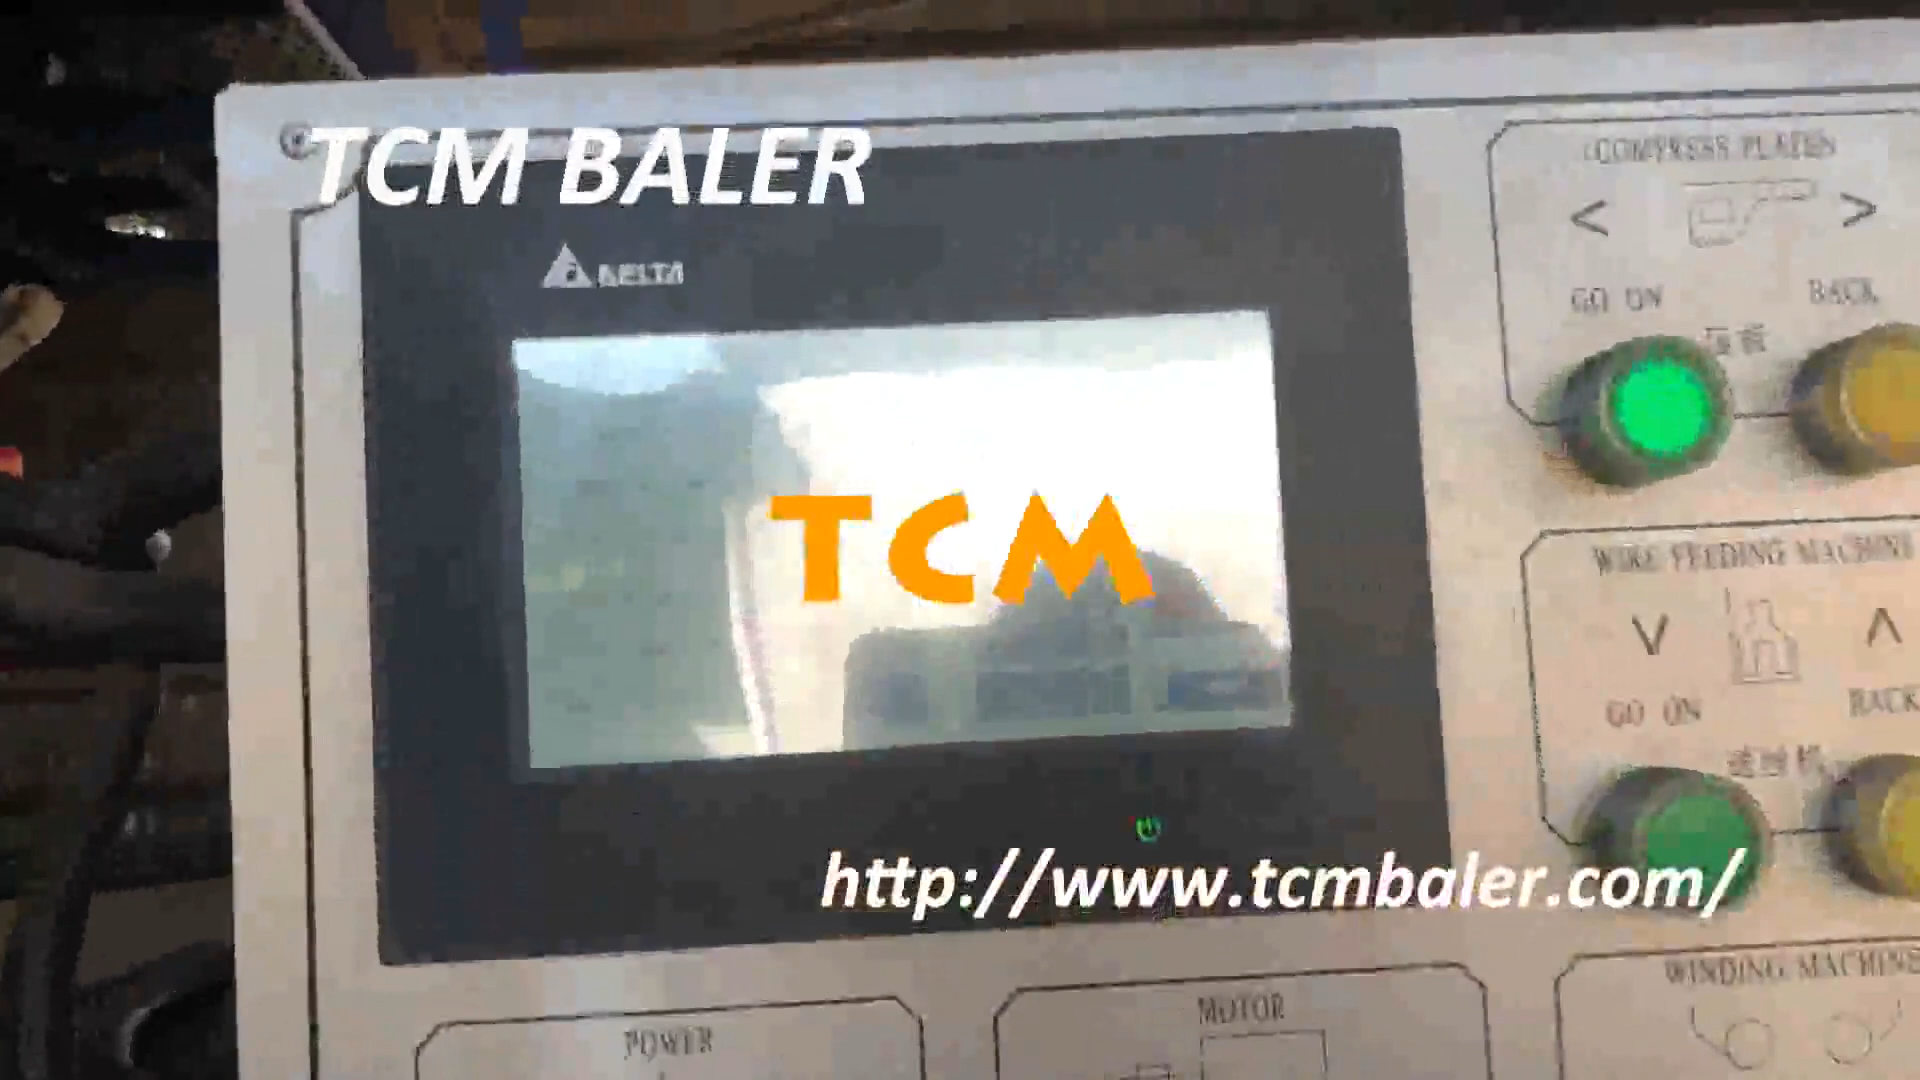 TCM BALER
DELTA
COMPRESS PLATEN
< >
GO ON BACK
TCM
WIRE FEEDING MACHINE
GO ON BACK
http://www.tcmbaler.com/
WINDING MACHINE
MOTOR
POWER